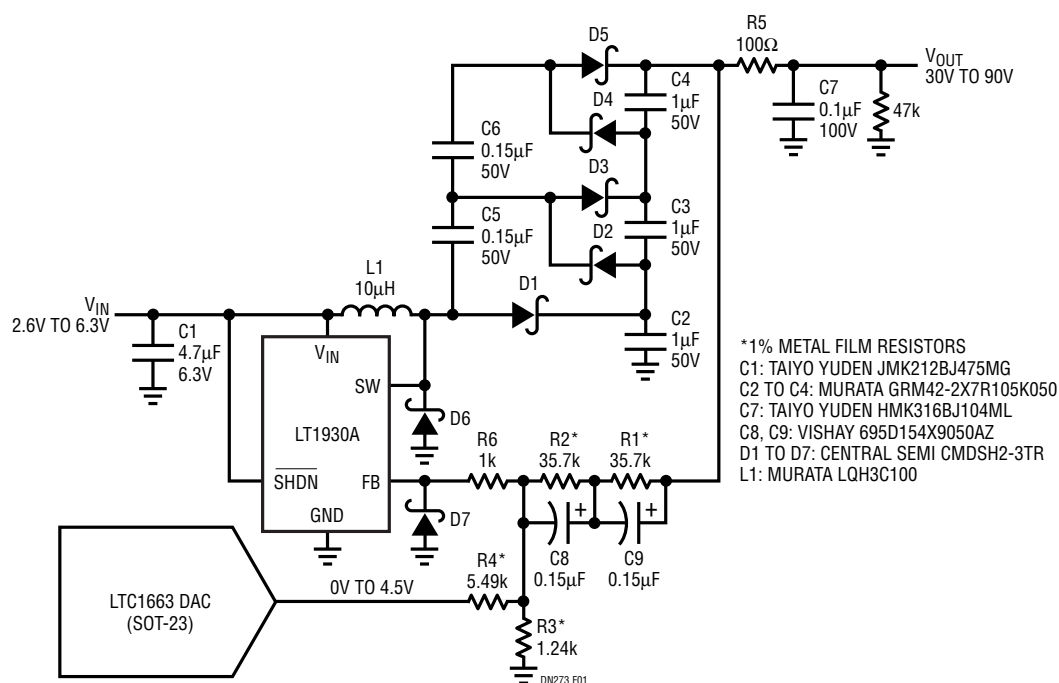 D5
R5
100Ω
VOUT
30V TO 90V
C4
1µF
50V
D4
C7
0.1µF
100V
47k
C6
0.15µF
50V
D3
C5
0.15µF
50V
C3
1µF
50V
D2
L1
10µH
D1
VIN
2.6V TO 6.3V
C1
4.7µF
6.3V
C2
1µF
50V
VIN
SW
LT1930A
SHDN
FB
GND
D6
D7
R6
1k
R2*
35.7k
R1*
35.7k
+
+
C8
0.15µF
C9
0.15µF
R4*
5.49k
R3*
1.24k
LTC1663 DAC
(SOT-23)
0V TO 4.5V
*1% METAL FILM RESISTORS
C1: TAIYO YUDEN JMK212BJ475MG
C2 TO C4: MURATA GRM42-2X7R105K050
C7: TAIYO YUDEN HMK316BJ104ML
C8, C9: VISHAY 695D154X9050AZ
D1 TO D7: CENTRAL SEMI CMDSH2-3TR
L1: MURATA LQH3C100
DN273 F01